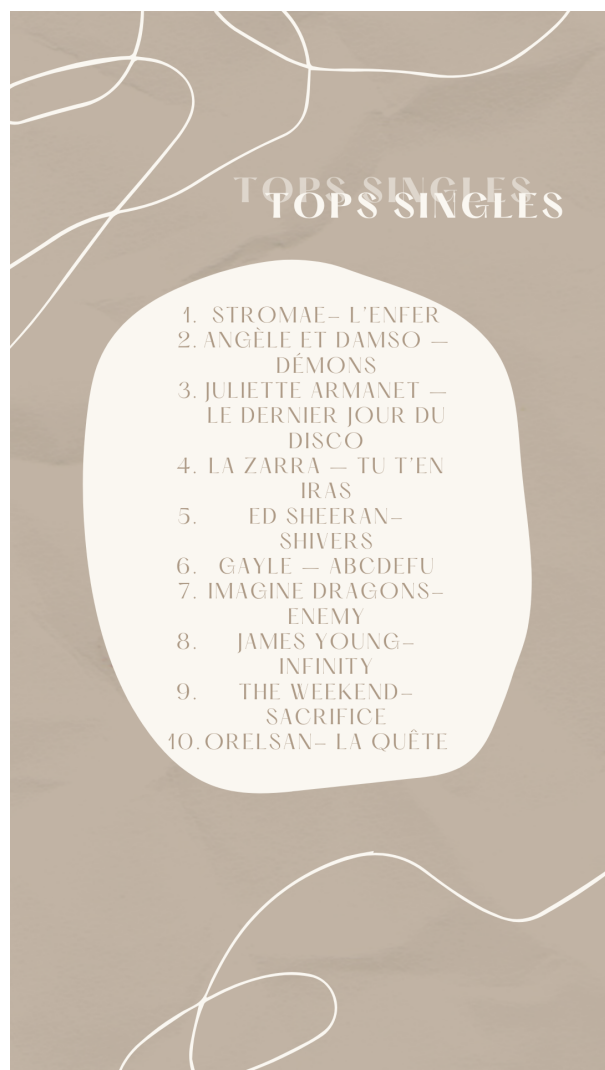 TOPS SINGLES
TOPS SINGLES
1. STROMAE– L'ENFER
2. ANGÈLE ET DAMSO –
DÉMONS
3. JULIETTE ARMANET –
LE DERNIER JOUR DU
DISCO
4. LA ZARRA – TU T'EN
IRAS
5. ED SHEERAN–
SHIVERS
6. GAYLE – ABCDEFU
7. IMAGINE DRAGONS–
ENEMY
8. JAMES YOUNG–
INFINITY
9. THE WEEKEND–
SACRIFICE
10. ORELSAN– LA QUÊTE